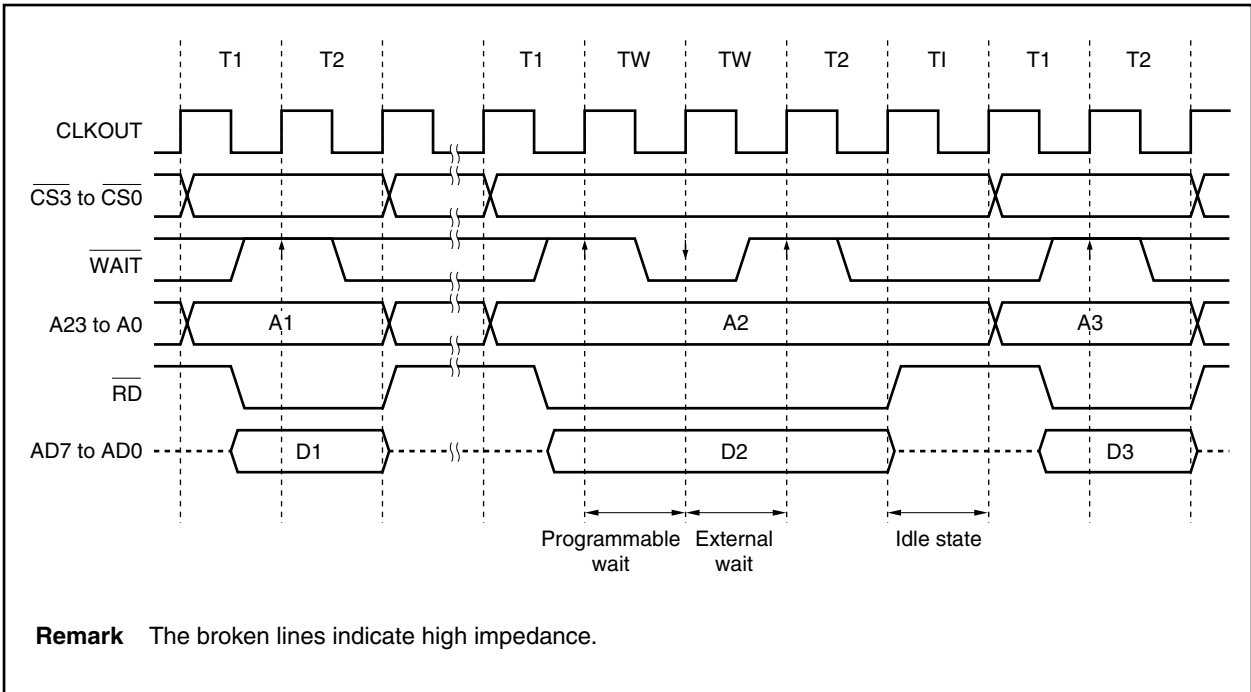 T1 T2 T1 TW TW T2 TI T1 T2
CLKOUT
CS3 to CS0
WAIT
A23 to A0 A1 A2 A3
RD
AD7 to AD0 D1 D2 D3
Programmable wait
External wait
Idle state
Remark The broken lines indicate high impedance.